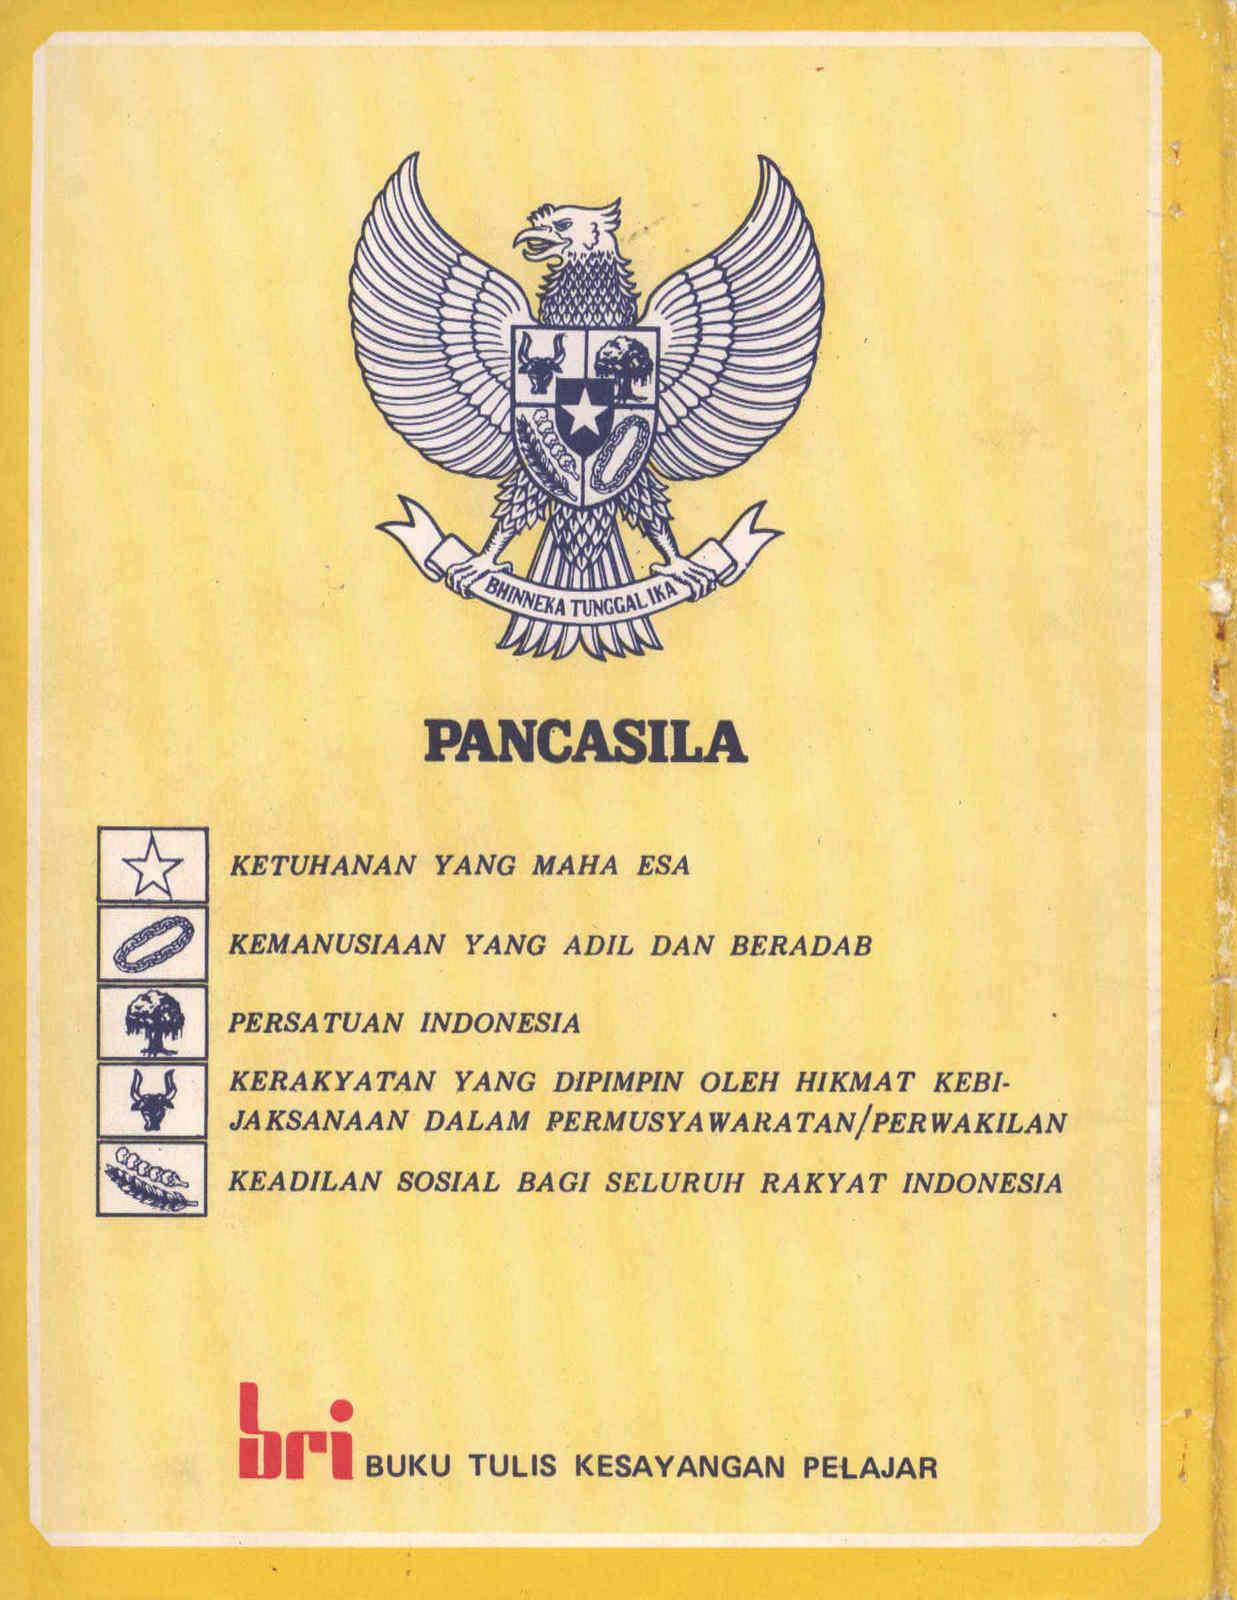 BHINNEKA TUNGGAL IKA
PANCASILA
KETUHANAN YANG MAHA ESA
KEMANUSIAAN YANG ADIL DAN BERADAB
PERSATUAN INDONESIA
KERAKYATAN YANG DIPIMPIN OLEH HIKMAT KEBI-
JAKSANAAN DALAM PERMUSYAWARATAN/PERWAKILAN
KEADILAN SOSIAL BAGI SELURUH RAKYAT INDONESIA
bri BUKU TULIS KESAYANGAN PELAJAR